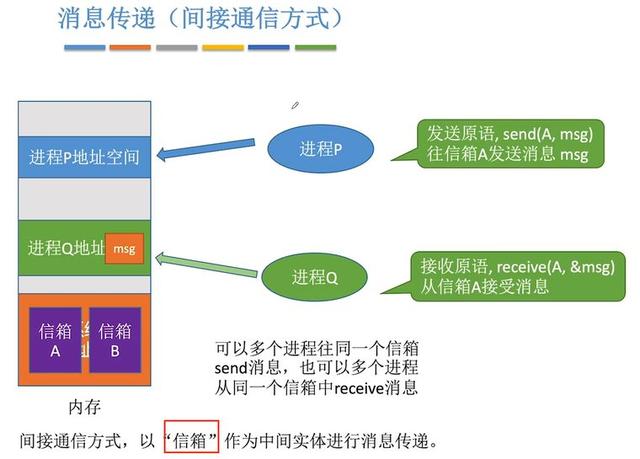 消息传递（间接通信方式）
进程P地址空间
进程P
发送原语, send(A, msg)
往信箱A发送消息 msg
进程Q地址
msg
进程Q
接收原语, receive(A, &msg)
从信箱A接受消息
信箱
A
信箱
B
可以多个进程往同一个信箱
send消息，也可以多个进程
从同一个信箱中receive消息
内存
间接通信方式，以“信箱”作为中间实体进行消息传递。